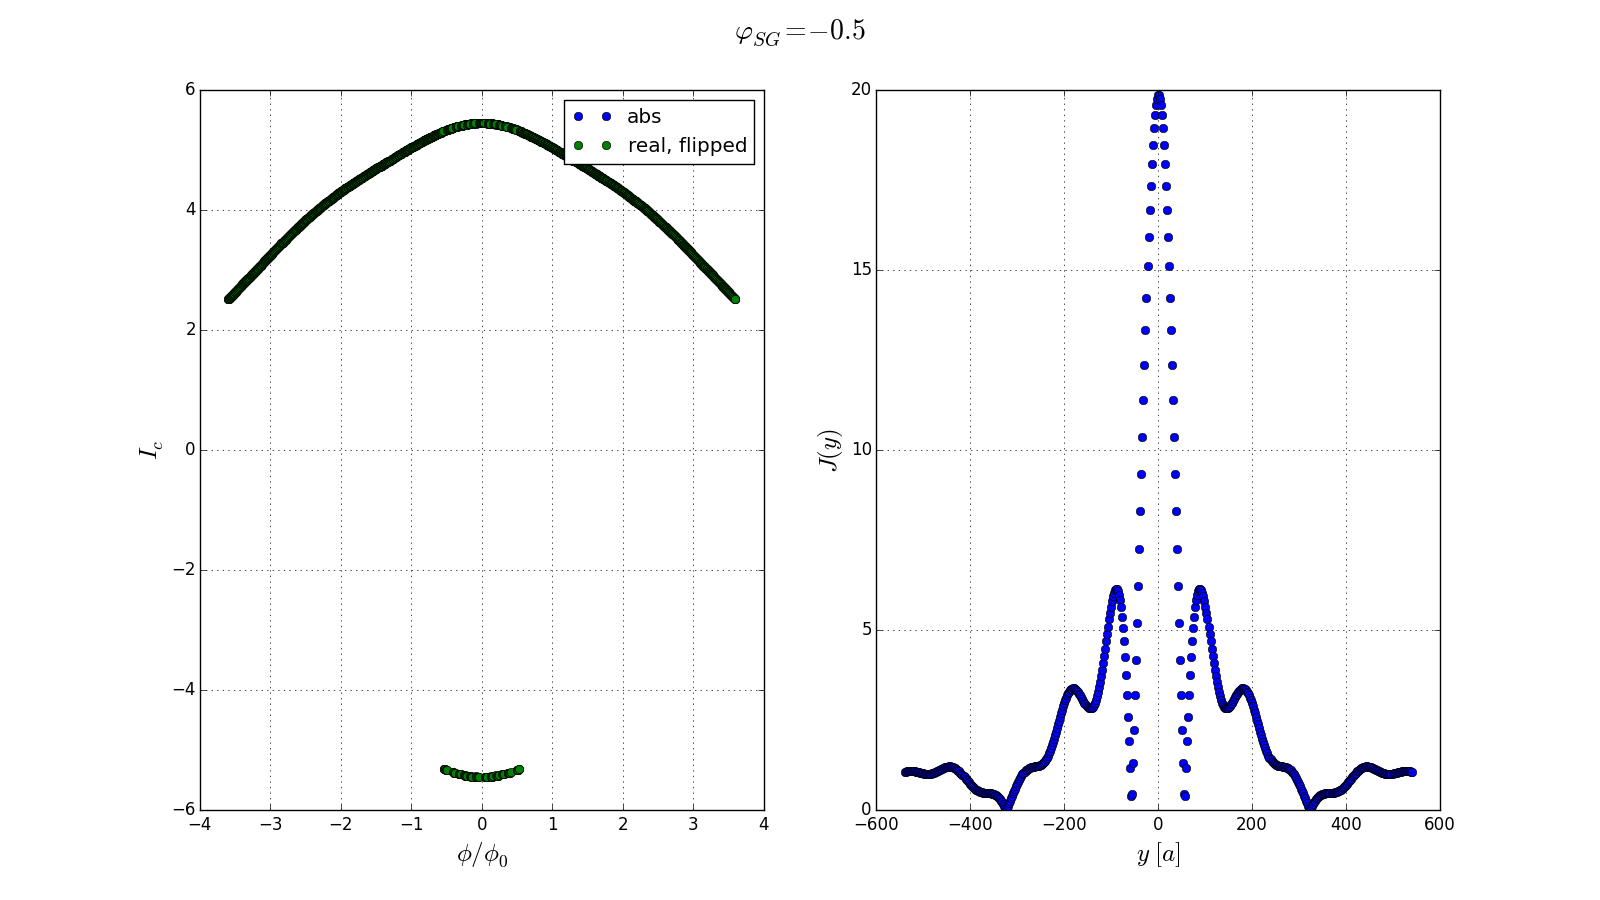 φ_SG = −0.5
6
4
2
0
−2
−4
−6
I_c
−4 −3 −2 −1 0 1 2 3 4
ϕ/ϕ_0
abs
real, flipped
20
15
10
5
0
J(y)
−600 −400 −200 0 200 400 600
y [a]